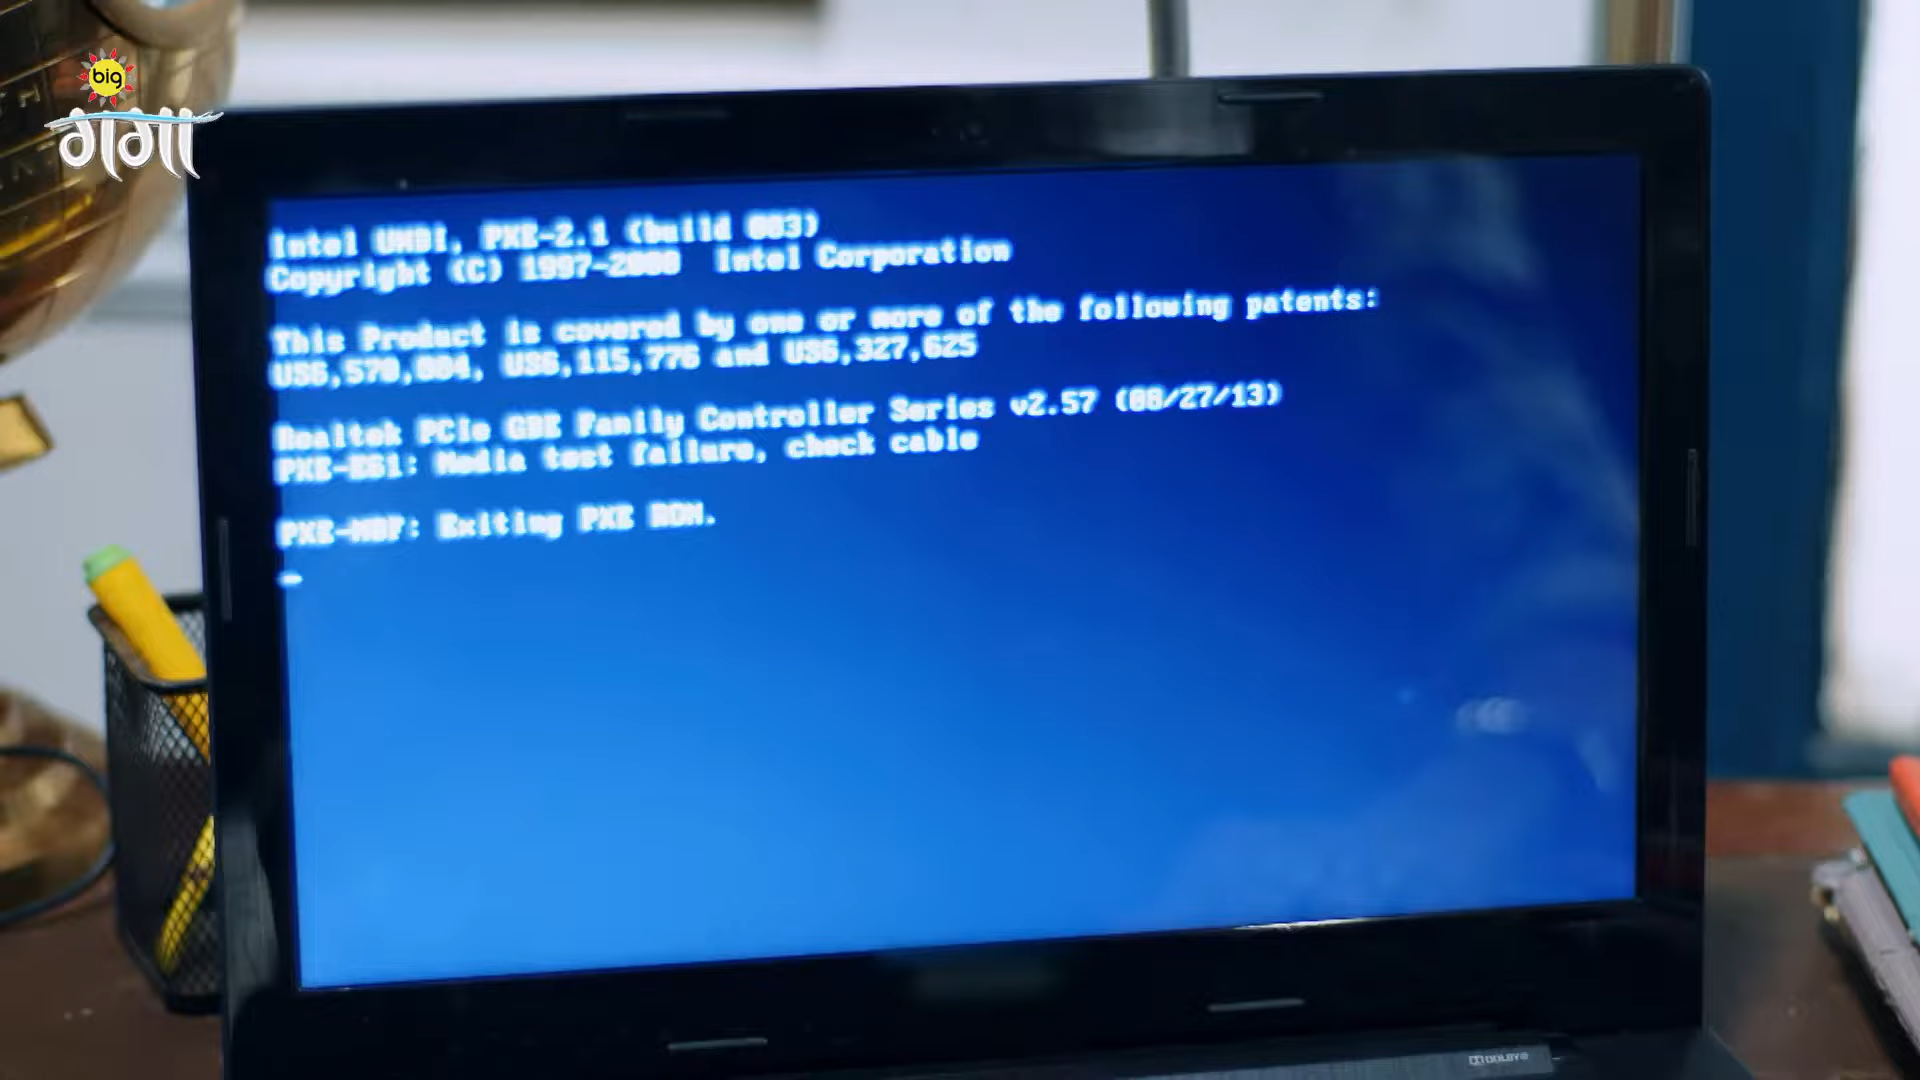 big
गंगा
Intel UNDI, PXE-2.1 (build 083)
Copyright (C) 1997-2000 Intel Corporation
This Product is covered by one or more of the following patents:
US6,570,884, US6,115,776 and US6,327,625
Realtek PCIe GBE Family Controller Series v2.57 (08/27/13)
PXE-E61: Media test failure, check cable
PXE-M0F: Exiting PXE ROM.
DOLBY®